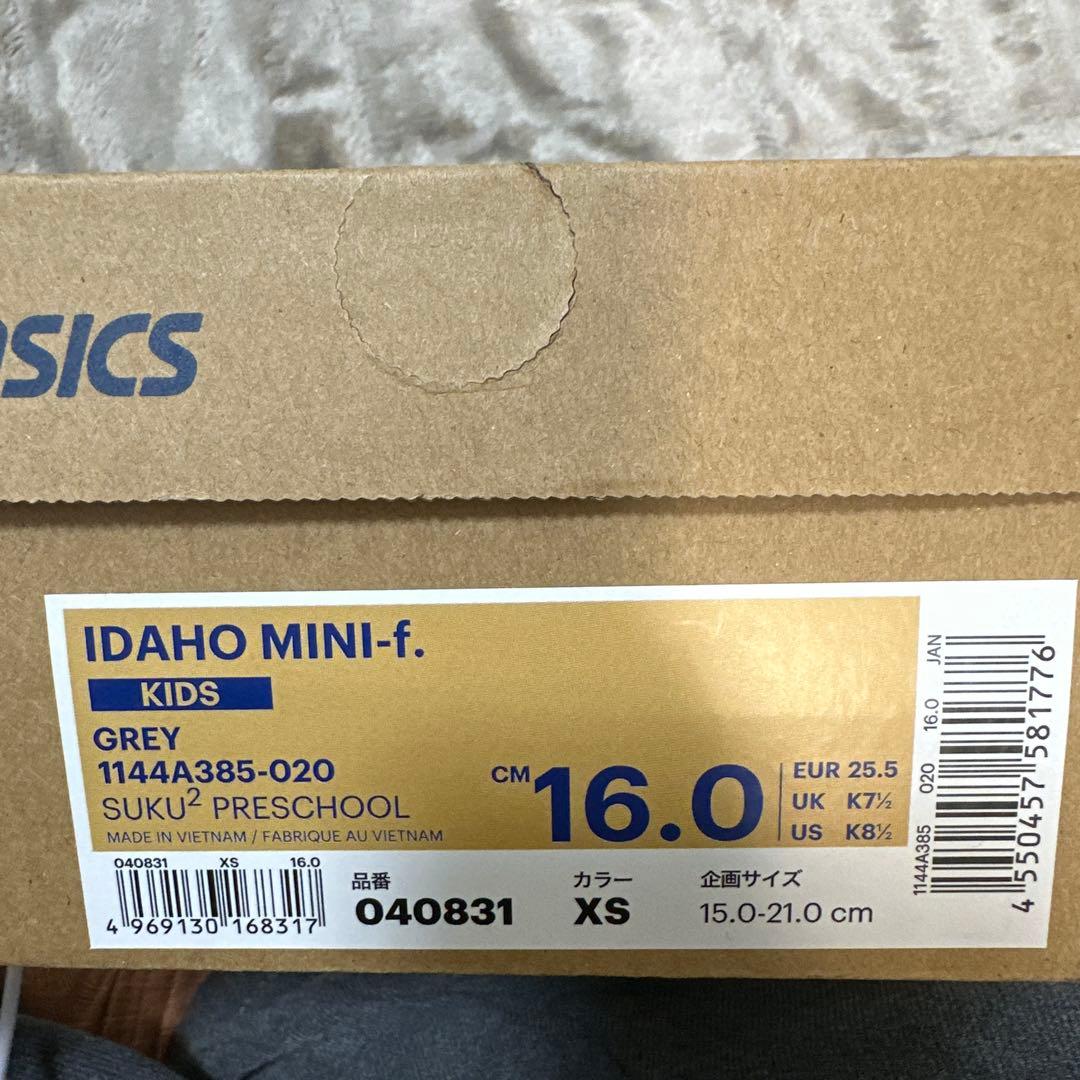 ASICS
IDAHO MINI-f.
KIDS
GREY
1144A385-020
SUKU² PRESCHOOL
MADE IN VIETNAM / FABRIQUE AU VIETNAM
CM 16.0
EUR 25.5
UK K7½
US K8½
1144A385 020 16.0 JAN
4 550457 581776
040831 XS 16.0
4 969130 168317
品番 カラー 企画サイズ
040831 XS 15.0-21.0 cm